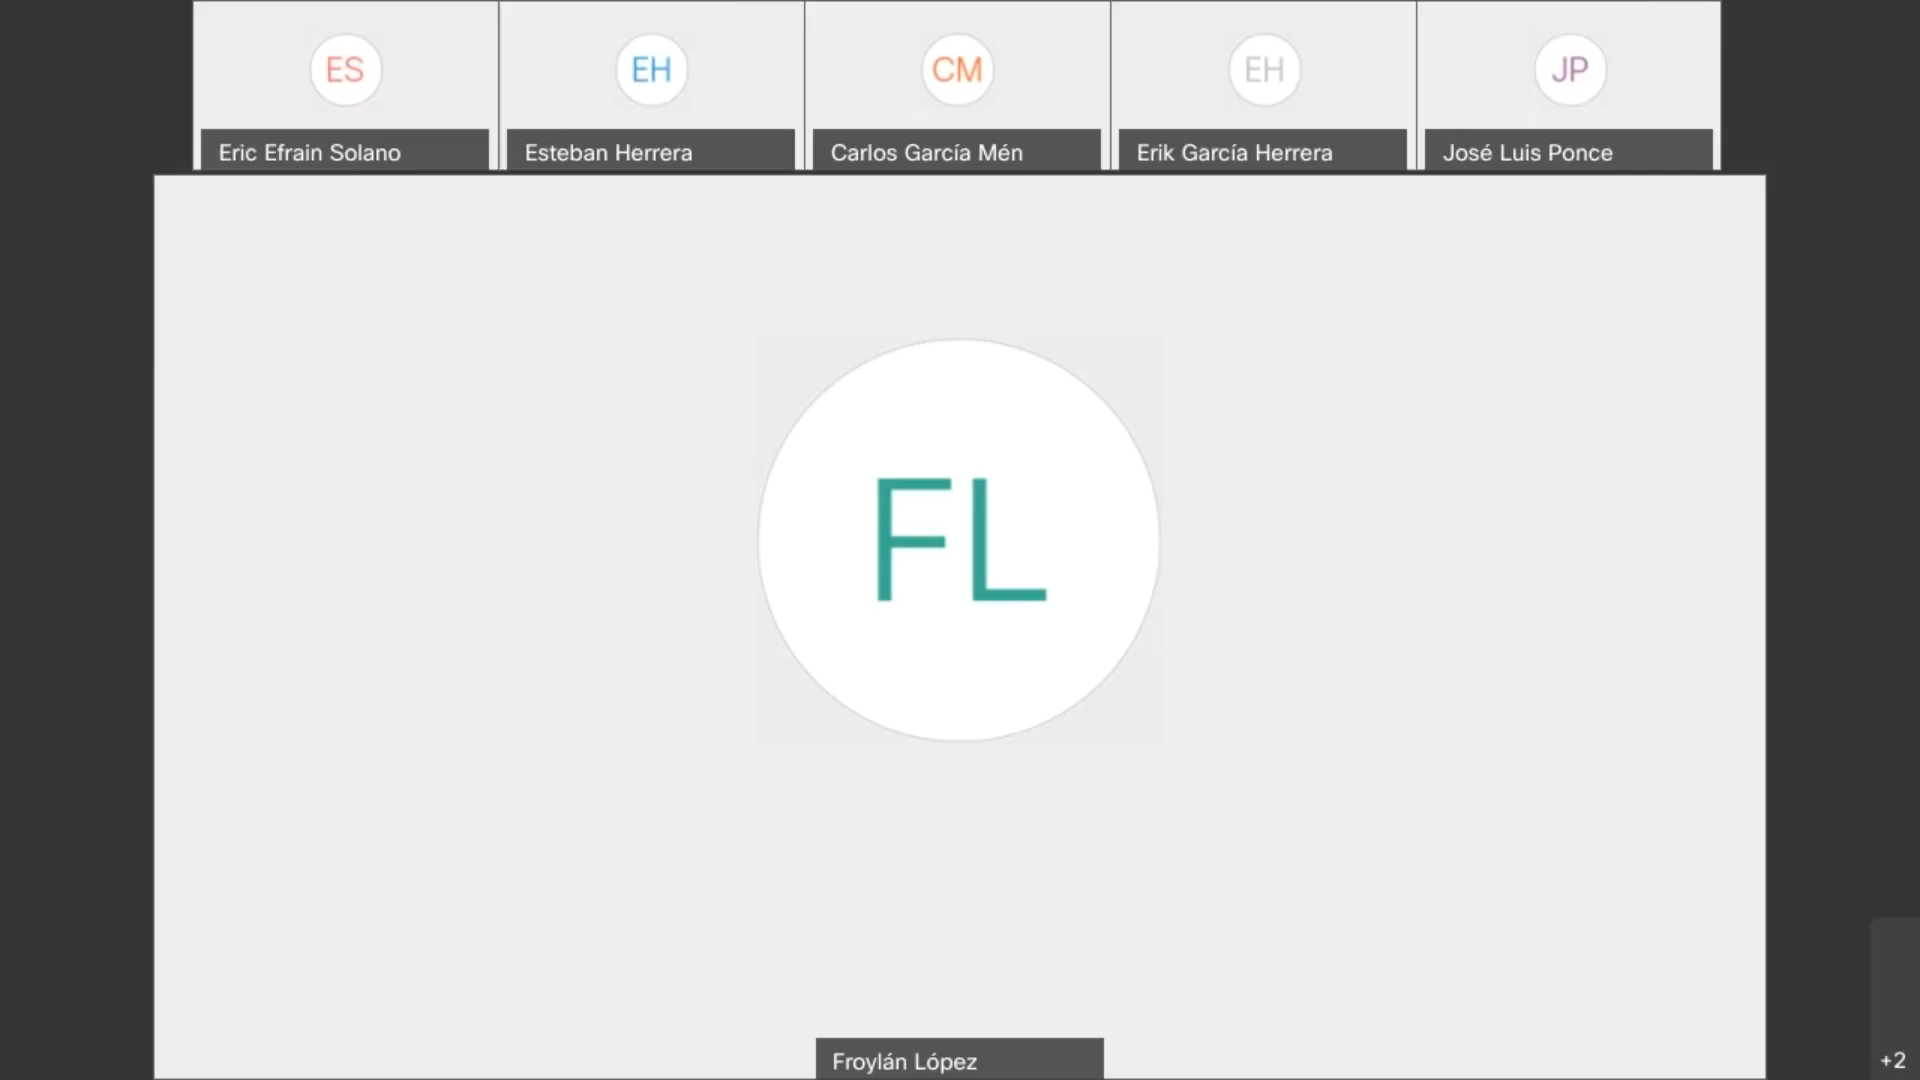 ES
Eric Efrain Solano
EH
Esteban Herrera
CM
Carlos García Mén
EH
Erik García Herrera
JP
José Luis Ponce
FL
Froylán López
+2